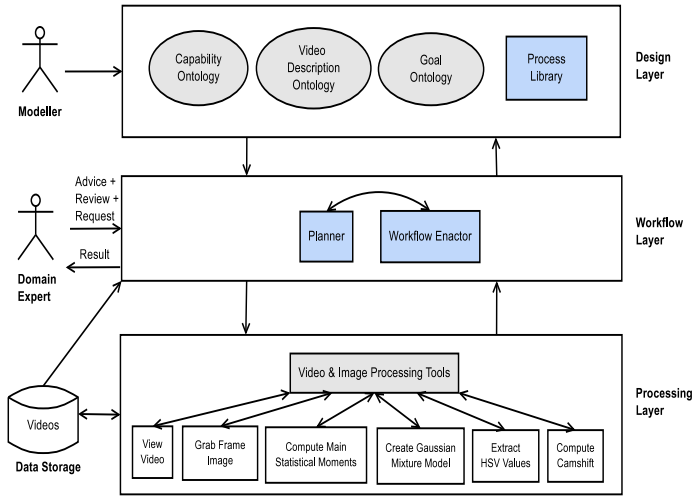 Capability
Ontology
Video
Description
Ontology
Goal
Ontology
Process
Library
Design
Layer
Modeller
Advice +
Review +
Request
Result
Domain
Expert
Planner
Workflow Enactor
Workflow
Layer
Video & Image Processing Tools
Processing
Layer
Videos
Data Storage
View
Video
Grab Frame
Image
Compute Main
Statistical Moments
Create Gaussian
Mixture Model
Extract
HSV Values
Compute
Camshift